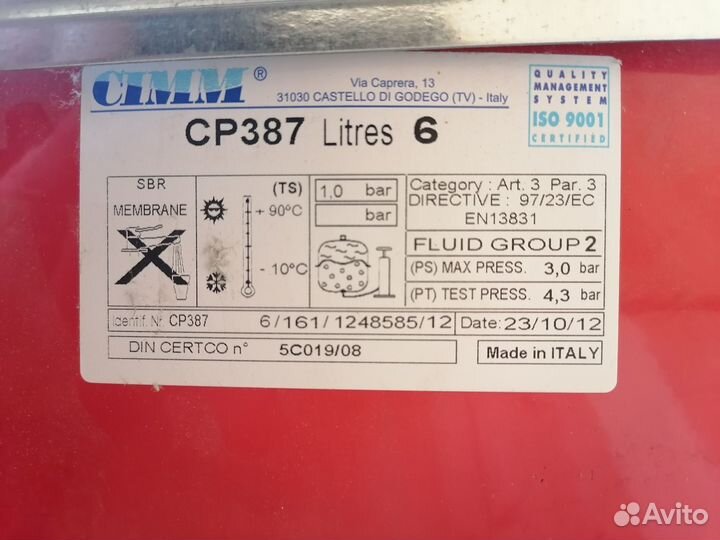 CIMM®
Via Caprera, 13
31030 CASTELLO DI GODEGO (TV) - Italy
QUALITY
MANAGEMENT
SYSTEM
ISO 9001
CERTIFIED
CP387 Litres 6
SBR
MEMBRANE
(TS)
+ 90°C
- 10°C
1,0 bar
bar
Category : Art. 3 Par. 3
DIRECTIVE : 97/23/EC
EN13831
FLUID GROUP 2
(PS) MAX PRESS. 3,0 bar
(PT) TEST PRESS. 4,3 bar
Identif. Nr. CP387 6/161/1248585/12 Date: 23/10/12
DIN CERTCO n° 5C019/08 Made in ITALY
Avito